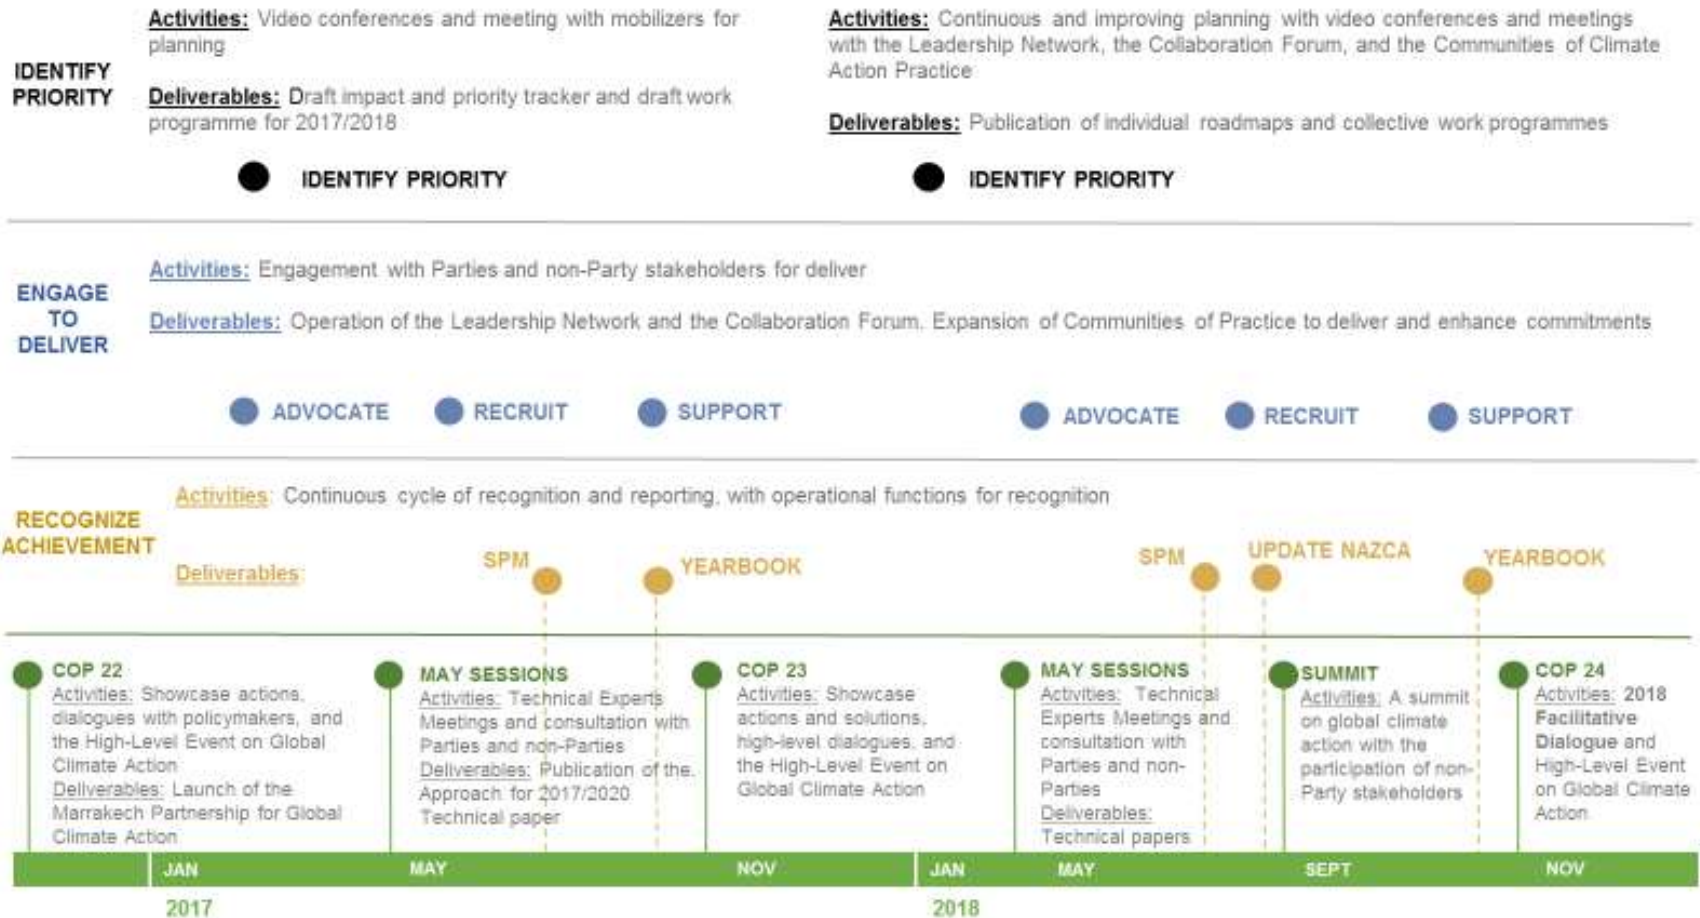 IDENTIFY
PRIORITY
Activities: Video conferences and meeting with mobilizers for
planning
Deliverables: Draft impact and priority tracker and draft work
programme for 2017/2018
IDENTIFY PRIORITY
Activities: Continuous and improving planning with video conferences and meetings
with the Leadership Network, the Collaboration Forum, and the Communities of Climate
Action Practice
Deliverables: Publication of individual roadmaps and collective work programmes
IDENTIFY PRIORITY
ENGAGE
TO
DELIVER
Activities: Engagement with Parties and non-Party stakeholders for deliver
Deliverables: Operation of the Leadership Network and the Collaboration Forum. Expansion of Communities of Practice to deliver and enhance commitments
ADVOCATE
RECRUIT
SUPPORT
ADVOCATE
RECRUIT
SUPPORT
RECOGNIZE
ACHIEVEMENT
Activities: Continuous cycle of recognition and reporting, with operational functions for recognition
Deliverables:
SPM
YEARBOOK
SPM
UPDATE NAZCA
YEARBOOK
COP 22
Activities: Showcase actions,
dialogues with policymakers, and
the High-Level Event on Global
Climate Action
Deliverables: Launch of the
Marrakech Partnership for Global
Climate Action
MAY SESSIONS
Activities: Technical Experts
Meetings and consultation with
Parties and non-Parties
Deliverables: Publication of the.
Approach for 2017/2020
Technical paper
COP 23
Activities: Showcase
actions and solutions,
high-level dialogues, and
the High-Level Event on
Global Climate Action
MAY SESSIONS
Activities: Technical
Experts Meetings and
consultation with
Parties and non-
Parties
Deliverables:
Technical papers
SUMMIT
Activities: A summit
on global climate
action with the
participation of non-
Party stakeholders
COP 24
Activities: 2018
Facilitative
Dialogue and
High-Level Event
on Global Climate
Action
JAN
MAY
NOV
JAN
MAY
SEPT
NOV
2017
2018